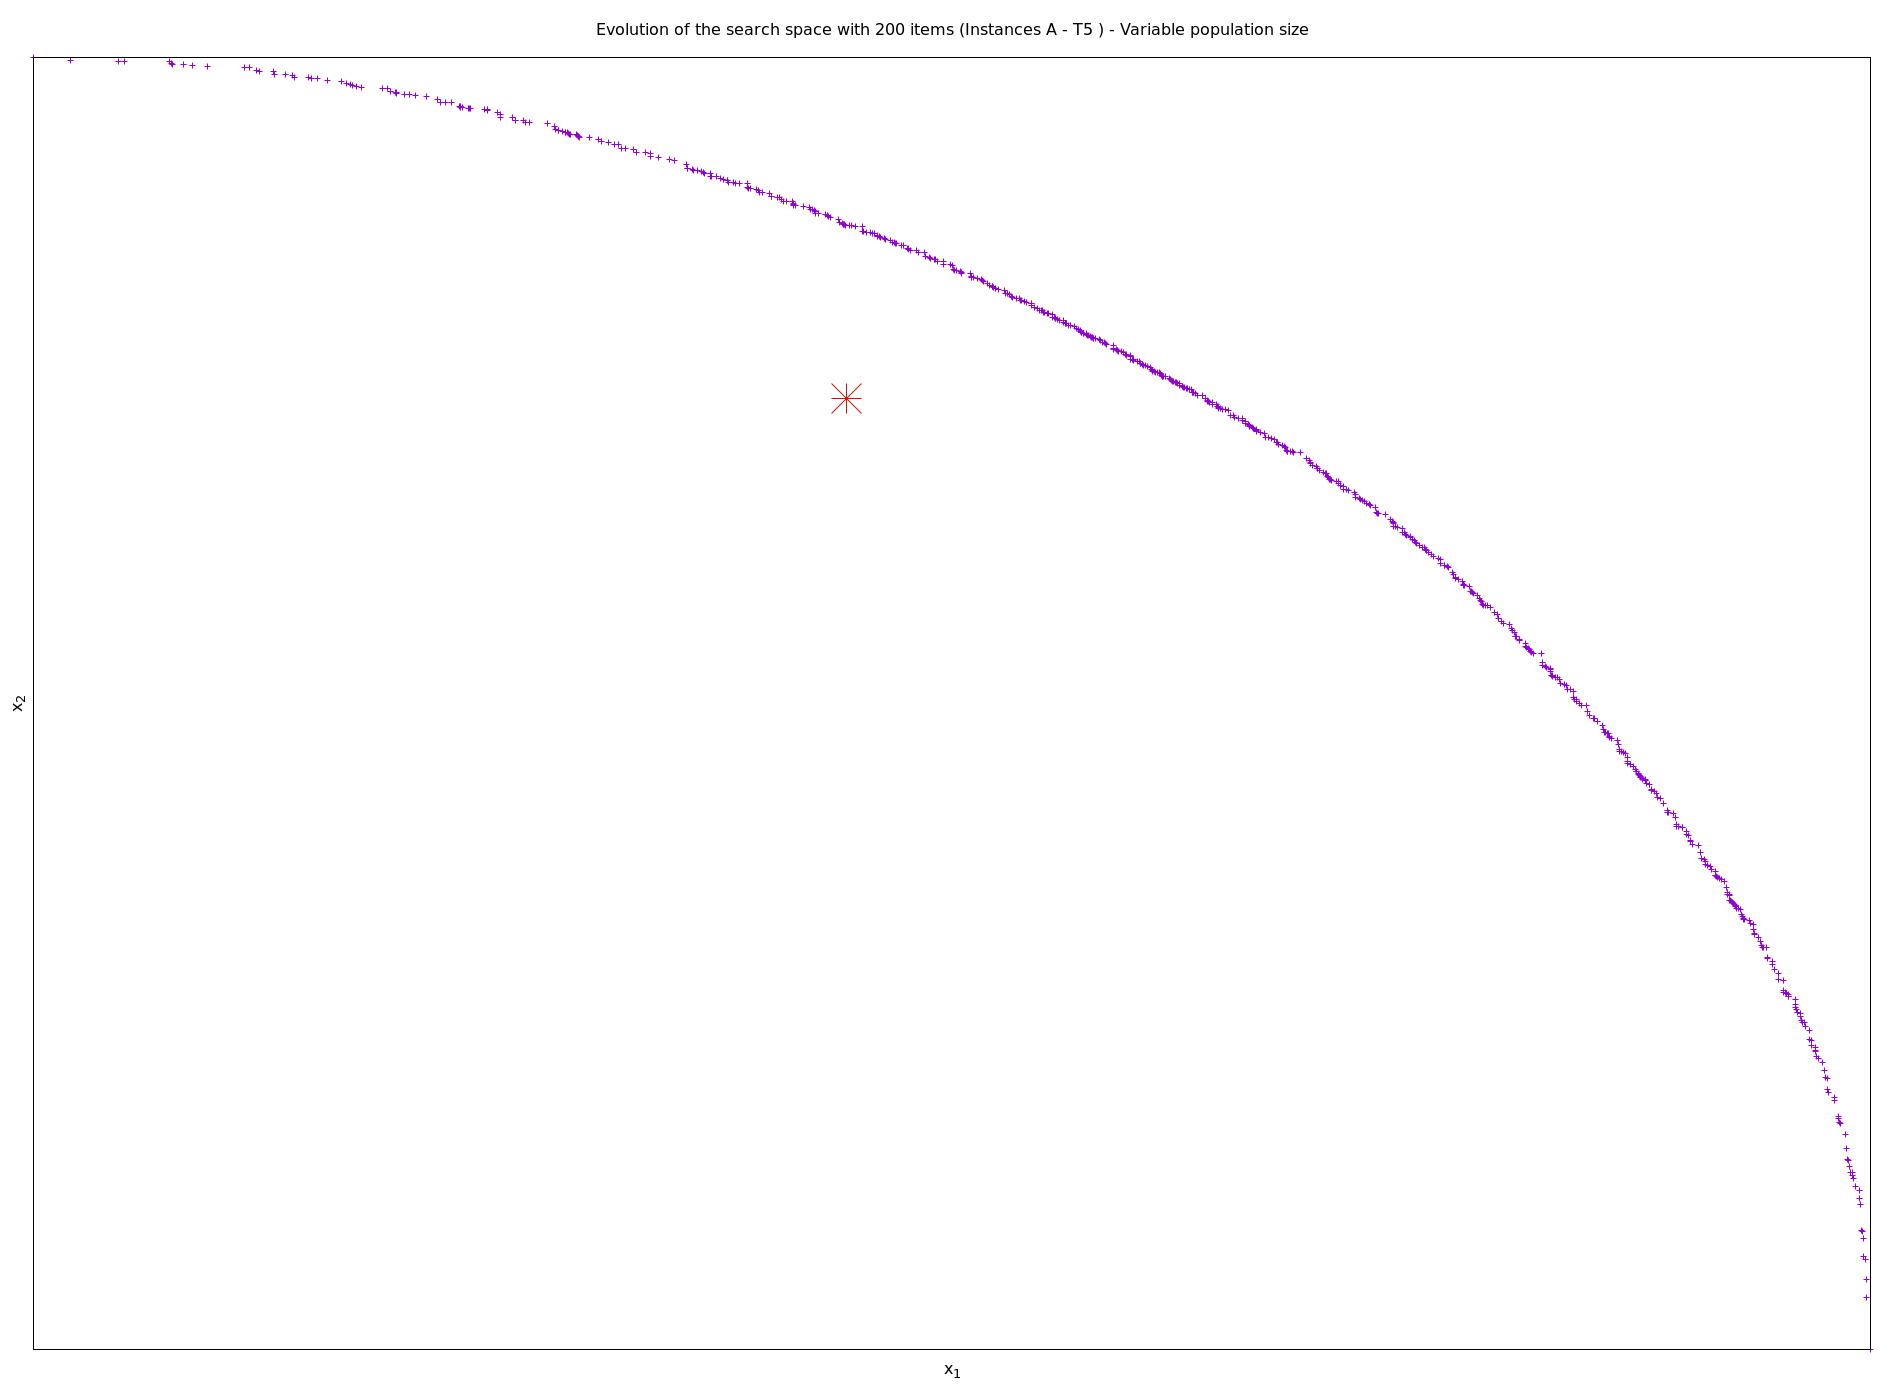 Evolution of the search space with 200 items (Instances A - T5 ) - Variable population size
x2
x1